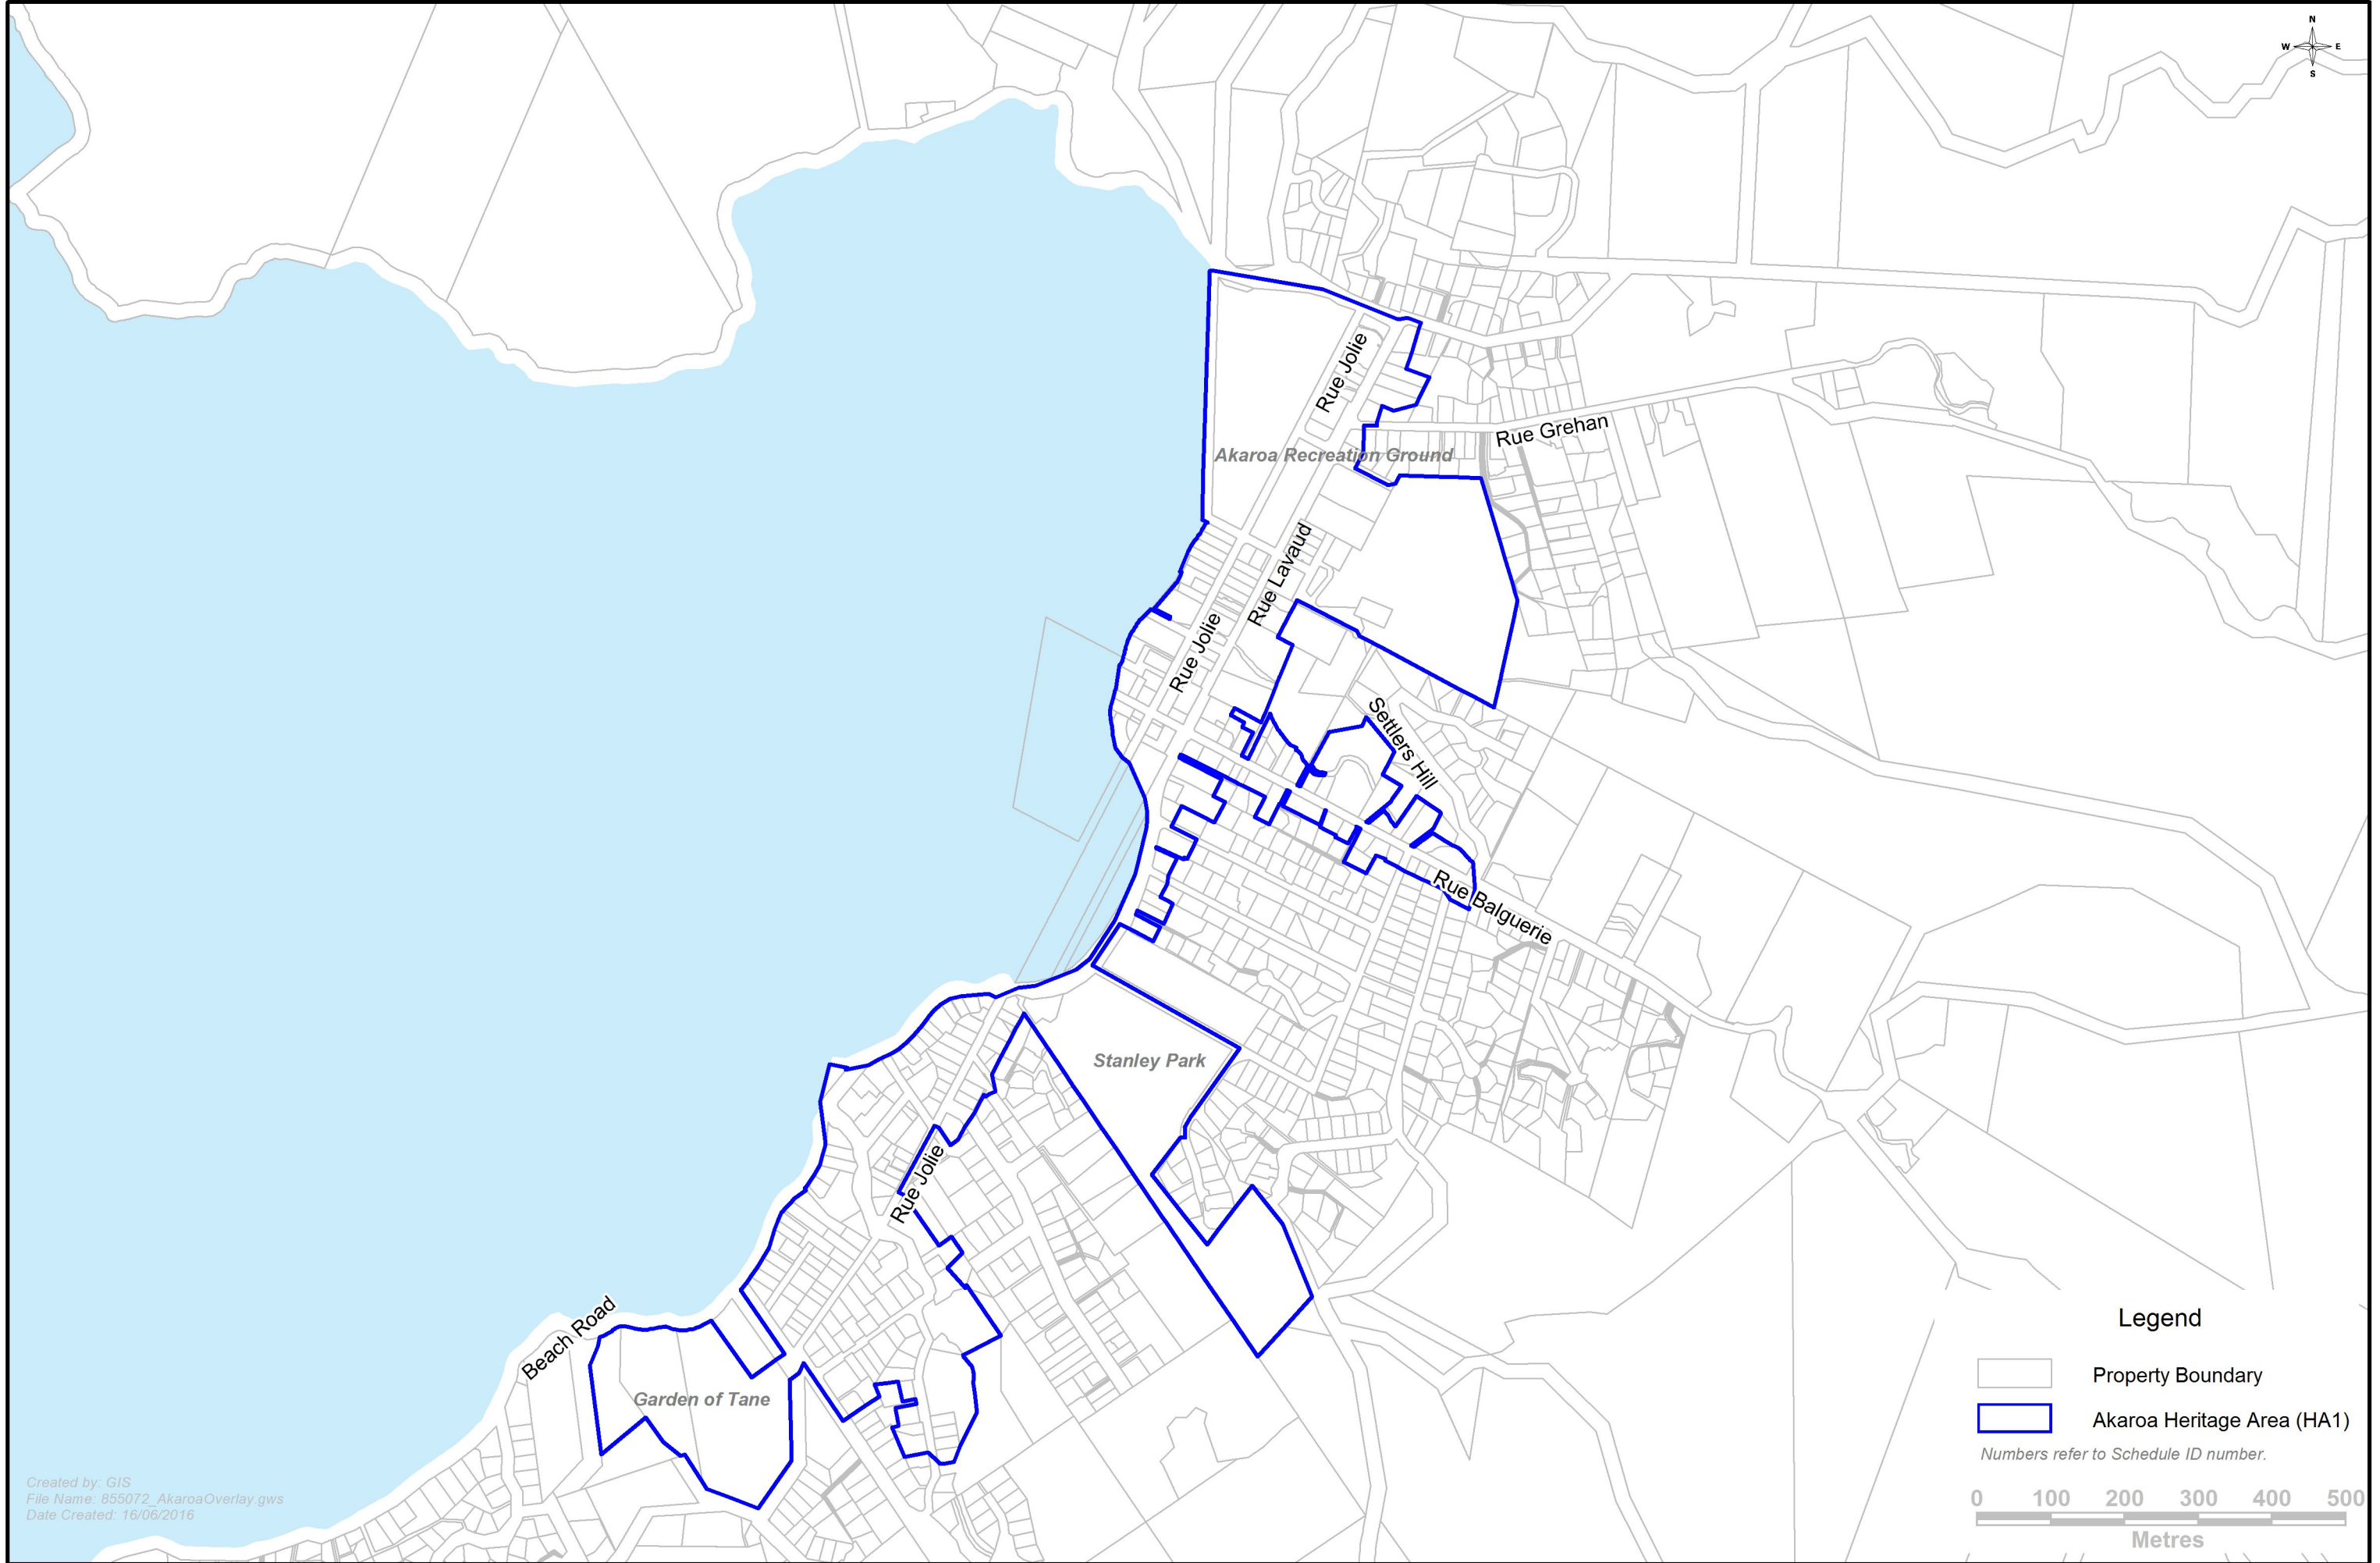 N
W E
S
Rue Jolie
Rue Grehan
Akaroa Recreation Ground
Rue Lavaud
Rue Jolie
Settlers Hill
Rue Balguerie
Stanley Park
Rue Jolie
Beach Road
Garden of Tane
Legend
Property Boundary
Akaroa Heritage Area (HA1)
Numbers refer to Schedule ID number.
Created by: GIS
File Name: 855072_AkaroaOverlay.gws
Date Created: 16/06/2016
0 100 200 300 400 500
Metres